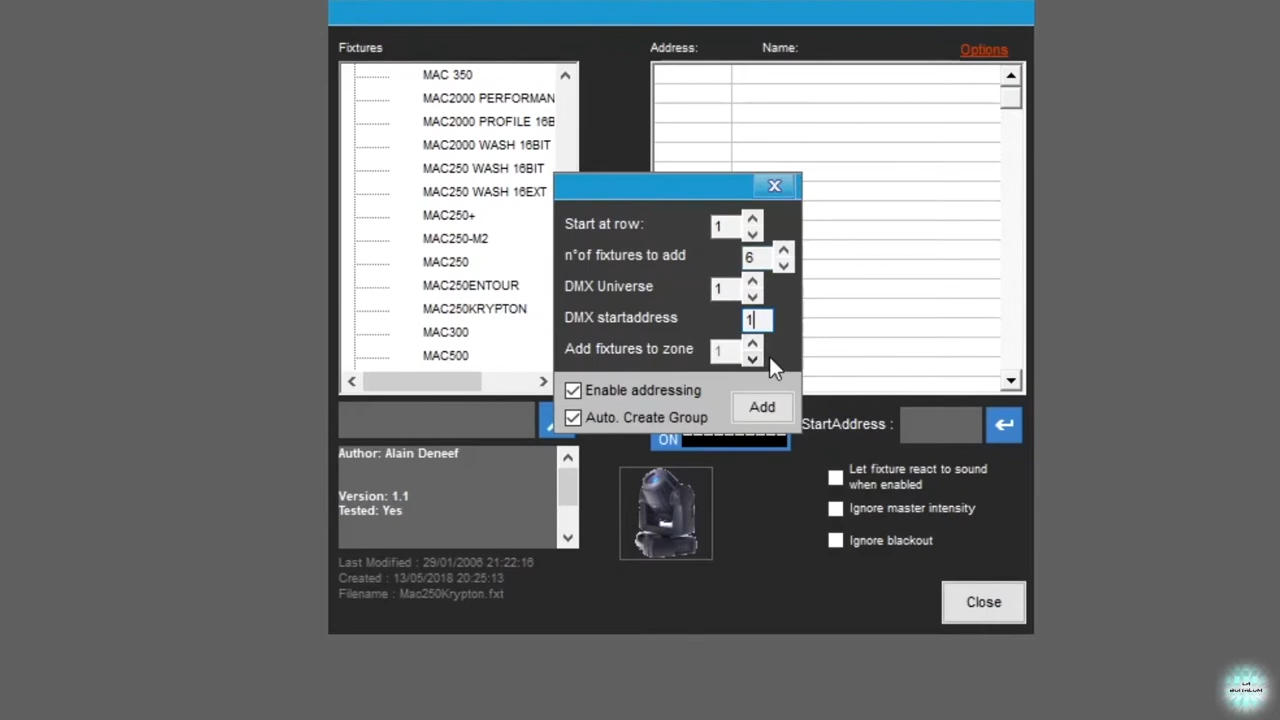 Fixtures
Address:
Name:
Options
MAC 350
MAC2000 PERFORMAN
MAC2000 PROFILE 16B
MAC2000 WASH 16BIT
MAC250 WASH 16BIT
MAC250 WASH 16EXT
MAC250+
MAC250-M2
MAC250
MAC250ENTOUR
MAC250KRYPTON
MAC300
MAC500
Start at row: 1
n°of fixtures to add 6
DMX Universe 1
DMX startaddress 1
Add fixtures to zone 1
Enable addressing
Auto. Create Group
Add
ON
StartAddress :
Author: Alain Deneef
Version: 1.1
Tested: Yes
Last Modified : 29/01/2006 21:22:16
Created : 13/05/2018 20:25:13
Filename : Mac250Krypton.fxt
Let fixture react to sound
when enabled
Ignore master intensity
Ignore blackout
Close